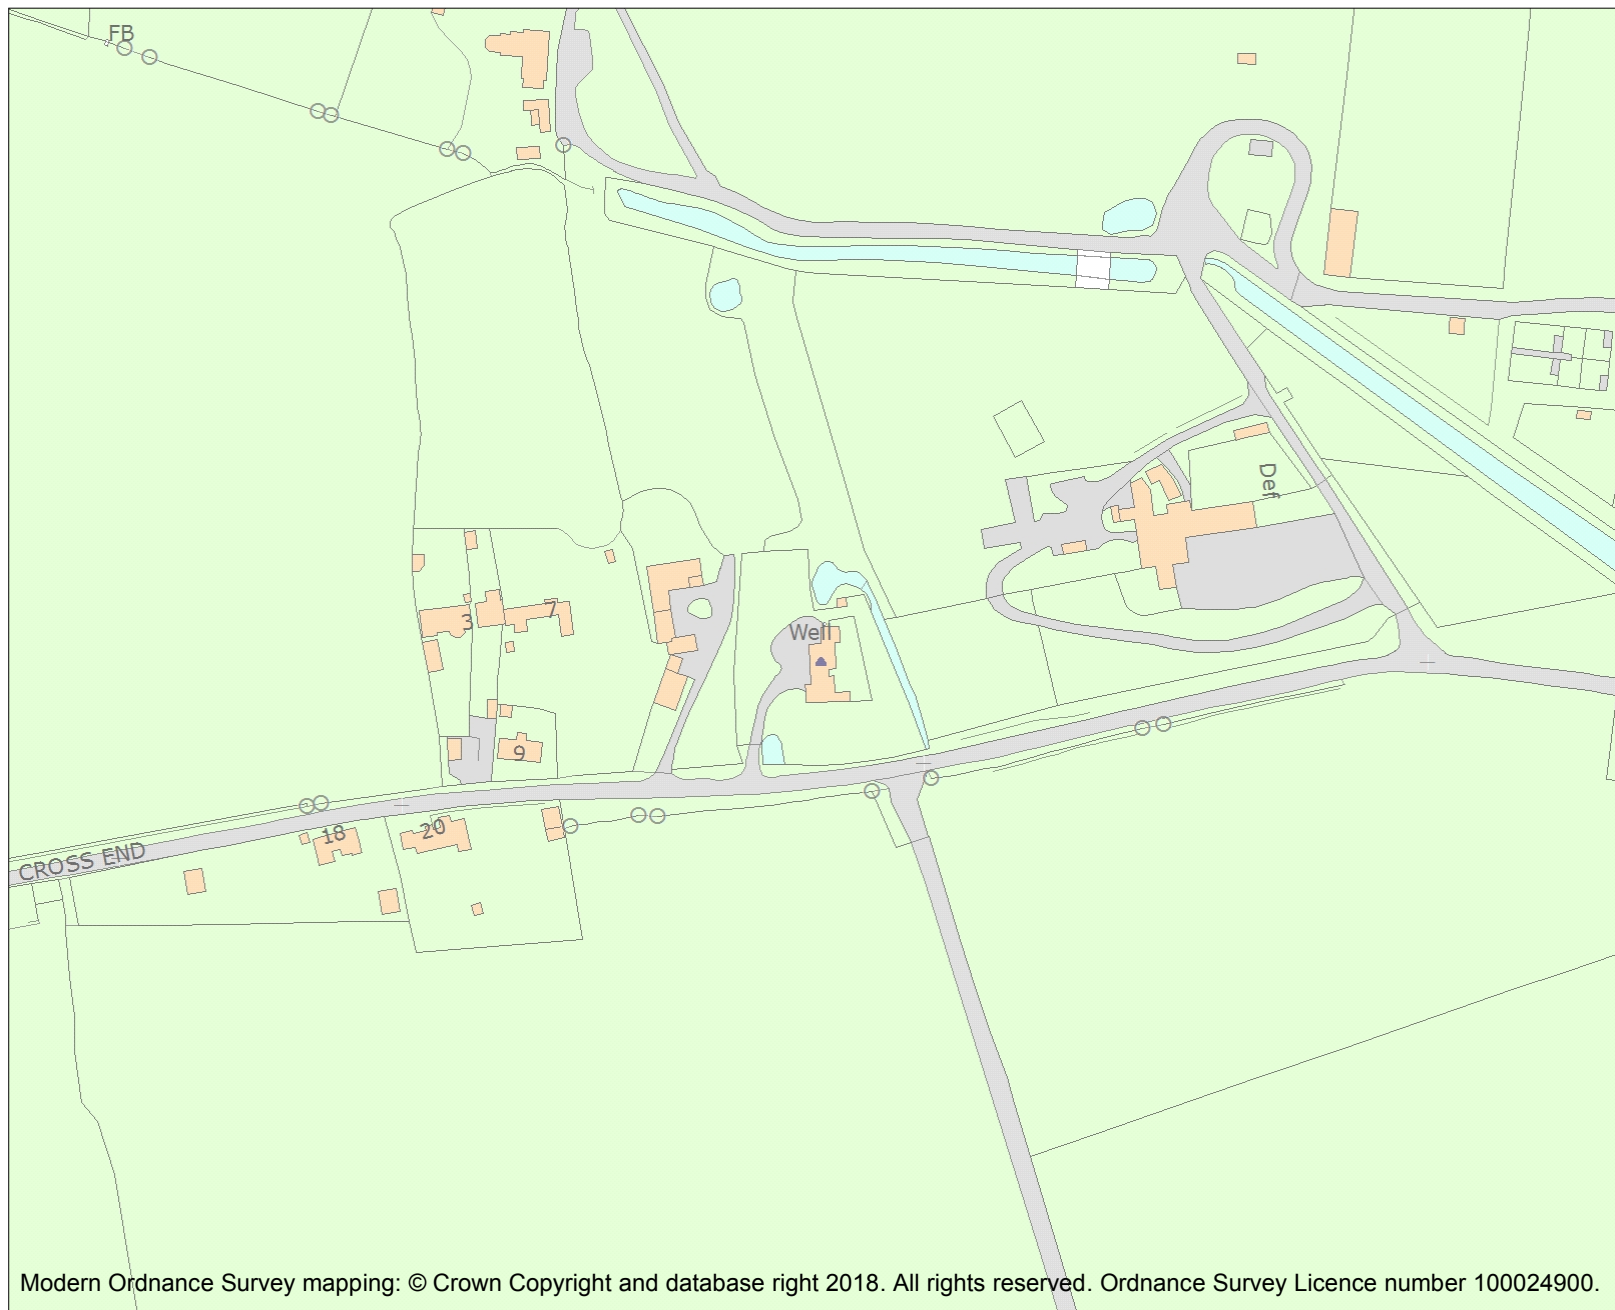 FB
Def
7
3
Well
9
20
18
CROSS END
Modern Ordnance Survey mapping: © Crown Copyright and database right 2018. All rights reserved. Ordnance Survey Licence number 100024900.